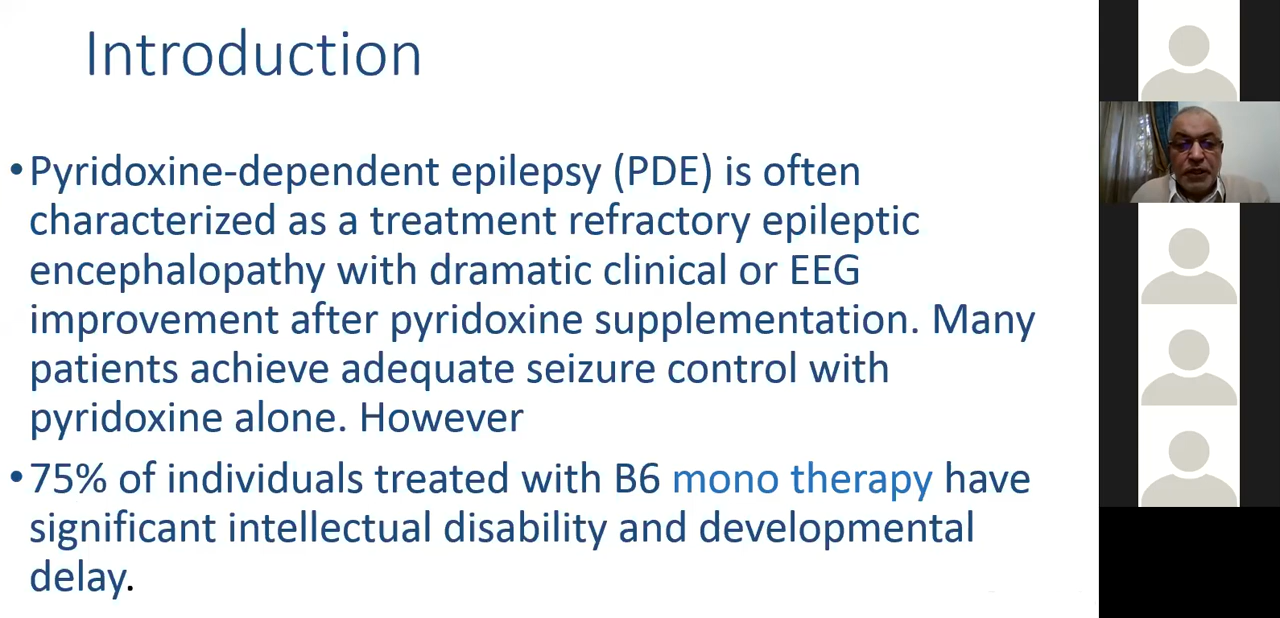 Introduction
•Pyridoxine-dependent epilepsy (PDE) is often
characterized as a treatment refractory epileptic
encephalopathy with dramatic clinical or EEG
improvement after pyridoxine supplementation. Many
patients achieve adequate seizure control with
pyridoxine alone. However
•75% of individuals treated with B6 mono therapy have
significant intellectual disability and developmental
delay.